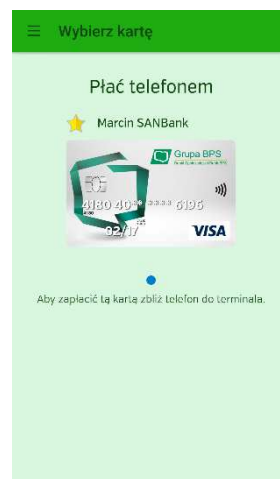 Wybierz kartę
Płać telefonem
Marcin SANBank
Grupa BPS
4180 40** **** 6196
02/17
VISA
Aby zapłacić tą kartą zbliż telefon do terminala.